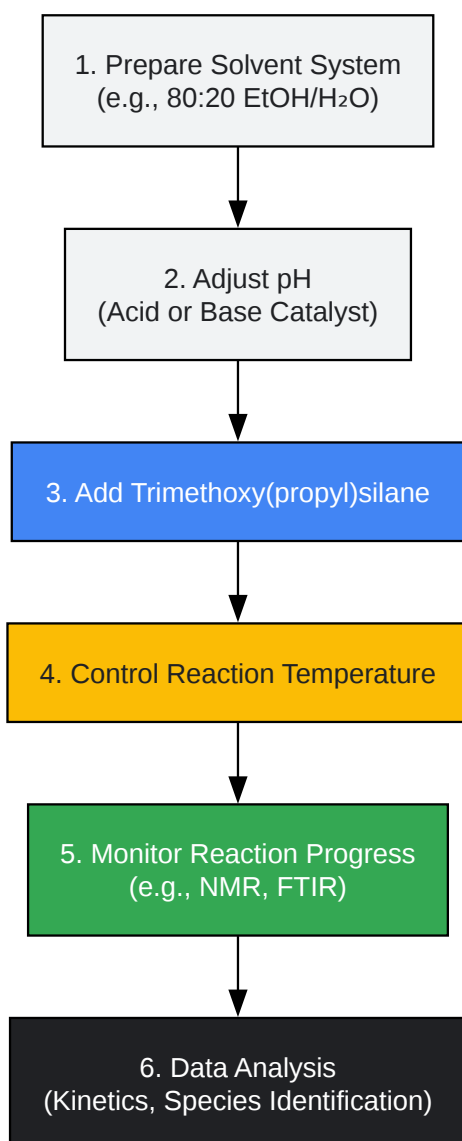 1. Prepare Solvent System
(e.g., 80:20 EtOH/H₂O)
2. Adjust pH
(Acid or Base Catalyst)
3. Add Trimethoxy(propyl)silane
4. Control Reaction Temperature
5. Monitor Reaction Progress
(e.g., NMR, FTIR)
6. Data Analysis
(Kinetics, Species Identification)